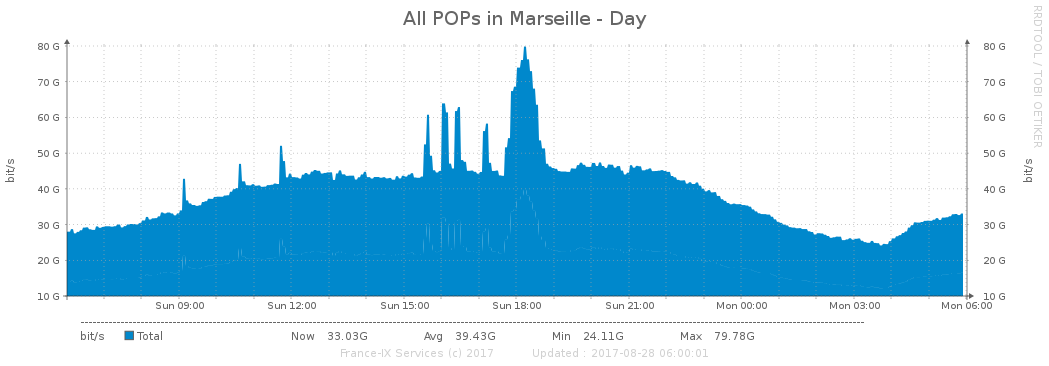 All POPs in Marseille - Day
RRDTOOL / TOBI OETIKER
80 G 80 G
70 G 70 G
60 G 60 G
50 G 50 G
40 G 40 G
30 G 30 G
20 G 20 G
10 G 10 G
bit/s
bit/s
Sun 09:00 Sun 12:00 Sun 15:00 Sun 18:00 Sun 21:00 Mon 00:00 Mon 03:00 Mon 06:00
bit/s Total Now 33.03G Avg 39.43G Min 24.11G Max 79.78G
France-IX Services (c) 2017 Updated : 2017-08-28 06:00:01